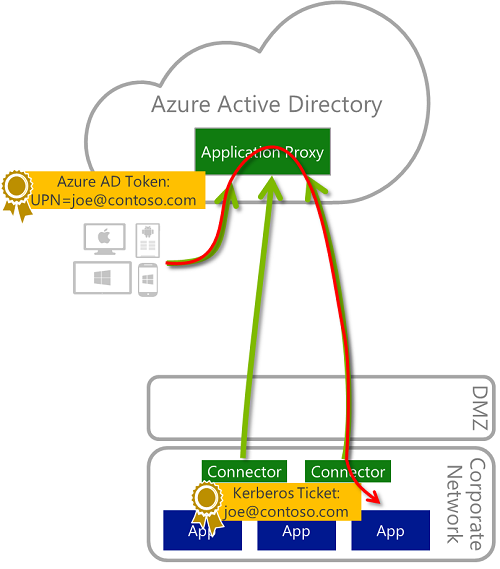 Azure Active Directory
Application Proxy
Azure AD Token:
UPN=joe@contoso.com
DMZ
Corporate
Network
Connector
Connector
Kerberos Ticket:
joe@contoso.com
App
App
App